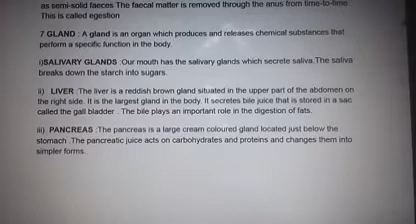 as semi-solid faeces The faecal matter is removed through the anus from time-to-time
This is called egestion
7 GLAND : A gland is an organ which produces and releases chemical substances that
perform a specific function in the body
i)SALIVARY GLANDS :Our mouth has the salivary glands which secrete saliva.The saliva
breaks down the starch into sugars.
ii) LIVER :The liver is a reddish brown gland situated in the upper part of the abdomen on
the right side. It is the largest gland in the body. It secretes bile juice that is stored in a sac
called the gall bladder . The bile plays an important role in the digestion of fats.
iii) PANCREAS :The pancreas is a large cream coloured gland located just below the
stomach .The pancreatic juice acts on carbohydrates and proteins and changes them into
simpler forms.